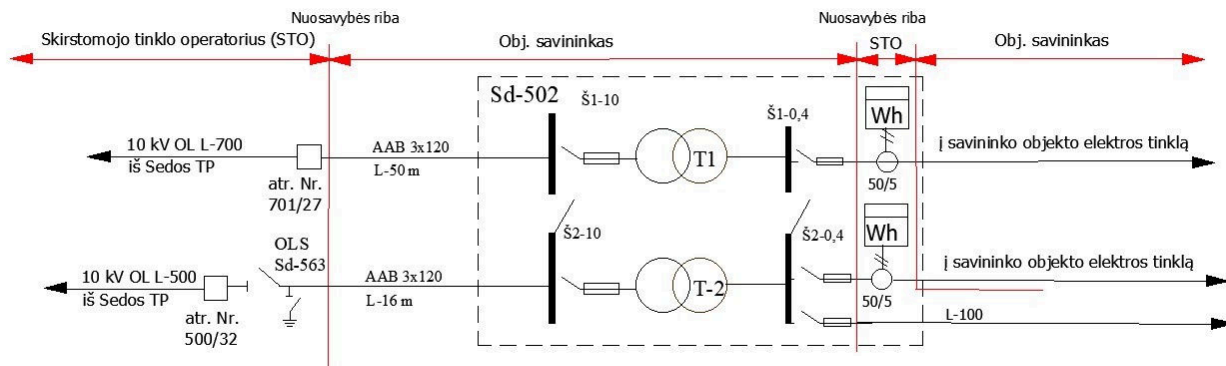 Nuosavybės riba
Nuosavybės riba
Skirstomojo tinklo operatorius (STO)
Obj. savininkas
STO
Obj. savininkas
Sd-502
Š1-10
Š1-0,4
Wh
10 kV OL L-700
iš Sedos TP
AAB 3x120
L-50 m
T1
į savininko objekto elektros tinklą
atr. Nr.
701/27
50/5
OLS
Sd-563
Š2-10
Š2-0,4
Wh
10 kV OL L-500
iš Sedos TP
AAB 3x120
L-16 m
T-2
į savininko objekto elektros tinklą
atr. Nr.
500/32
50/5
L-100